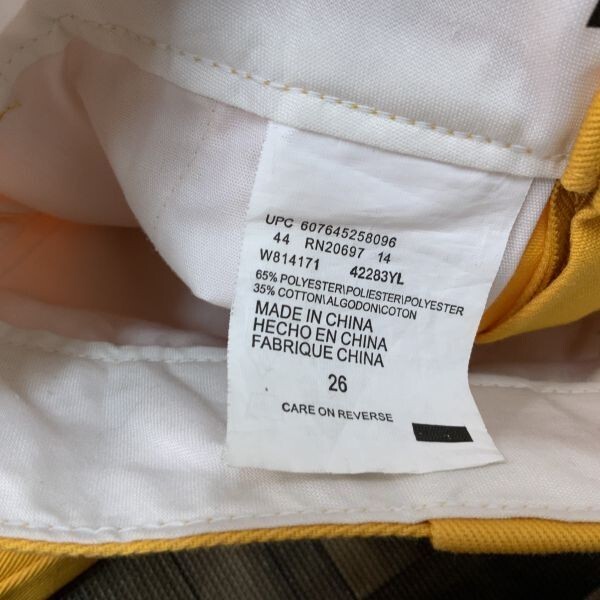 UPC 607645258096
44 RN20697 14
W814171 42283YL
65% POLYESTER\POLIESTER\POLYESTER
35% COTTON\ALGODON\COTON
MADE IN CHINA
HECHO EN CHINA
FABRIQUE CHINA
26
CARE ON REVERSE